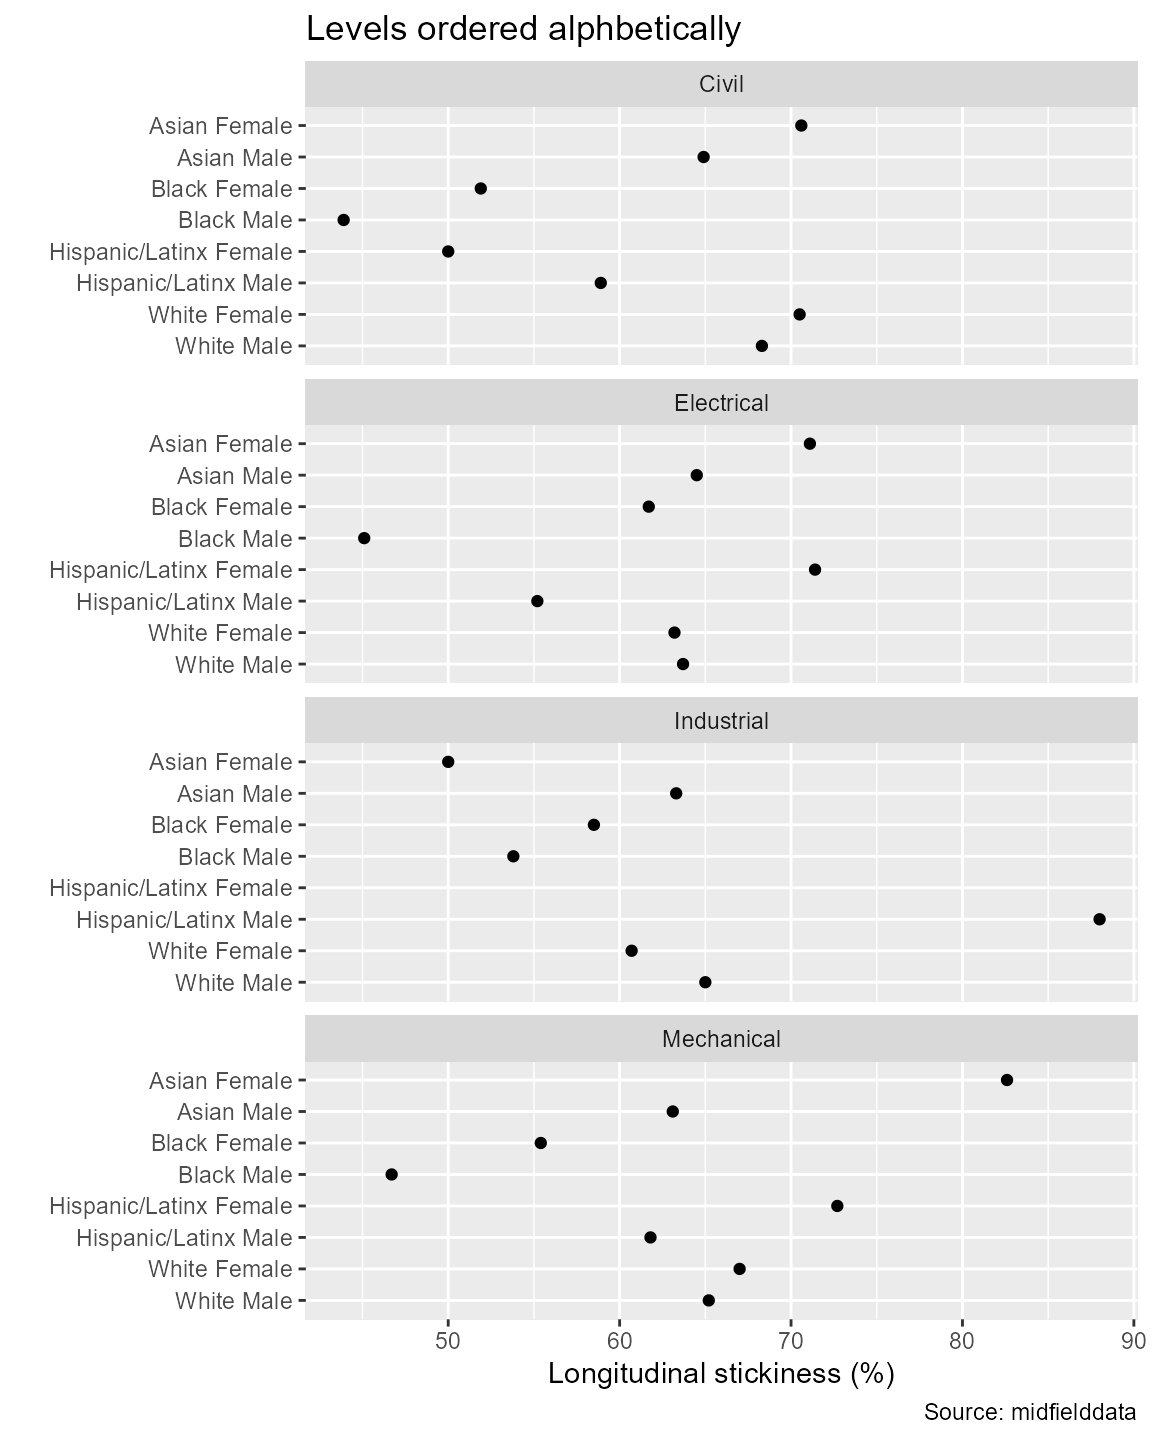 Levels ordered alphbetically
Civil
Asian Female
Asian Male
Black Female
Black Male
Hispanic/Latinx Female
Hispanic/Latinx Male
White Female
White Male
Electrical
Asian Female
Asian Male
Black Female
Black Male
Hispanic/Latinx Female
Hispanic/Latinx Male
White Female
White Male
Industrial
Asian Female
Asian Male
Black Female
Black Male
Hispanic/Latinx Female
Hispanic/Latinx Male
White Female
White Male
Mechanical
Asian Female
Asian Male
Black Female
Black Male
Hispanic/Latinx Female
Hispanic/Latinx Male
White Female
White Male
50 60 70 80 90
Longitudinal stickiness (%)
Source: midfielddata